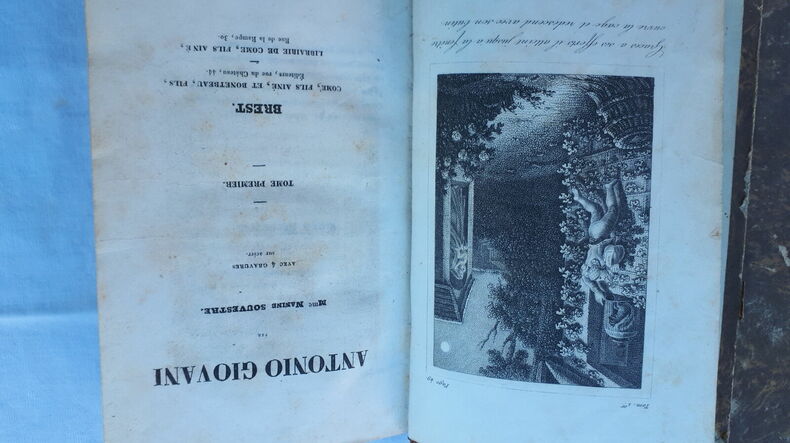 Tom. 1er Page 49
Graces a ses efforts il atteint jusqu'a la fenêtre
ouvre la cage et redescend avec son butin.
ANTONIO GIOVANI
PAR
Mme NANINE SOUVESTRE.
AVEC 4 GRAVURES
sur acier.
TOME PREMIER.
BREST.
COME, FILS AINÉ, ET BONETBEAU, FILS,
Éditeurs, rue du Château, 44.
LIBRAIRIE DE COME, FILS AINÉ,
Rue de la Rampe, 30.